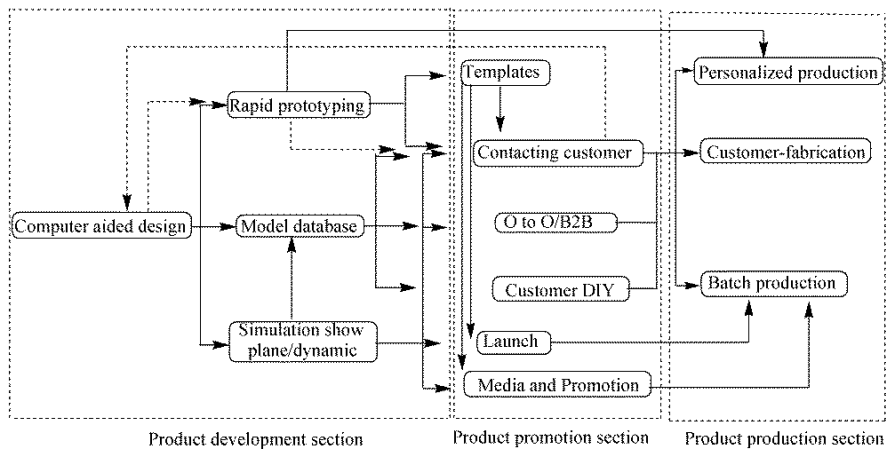 Templates
Personalized production
Rapid prototyping
Contacting customer
Customer-fabrication
Computer aided design
Model database
O to O/B2B
Customer DIY
Batch production
Simulation show
plane/dynamic
Launch
Media and Promotion
Product development section
Product promotion section
Product production section